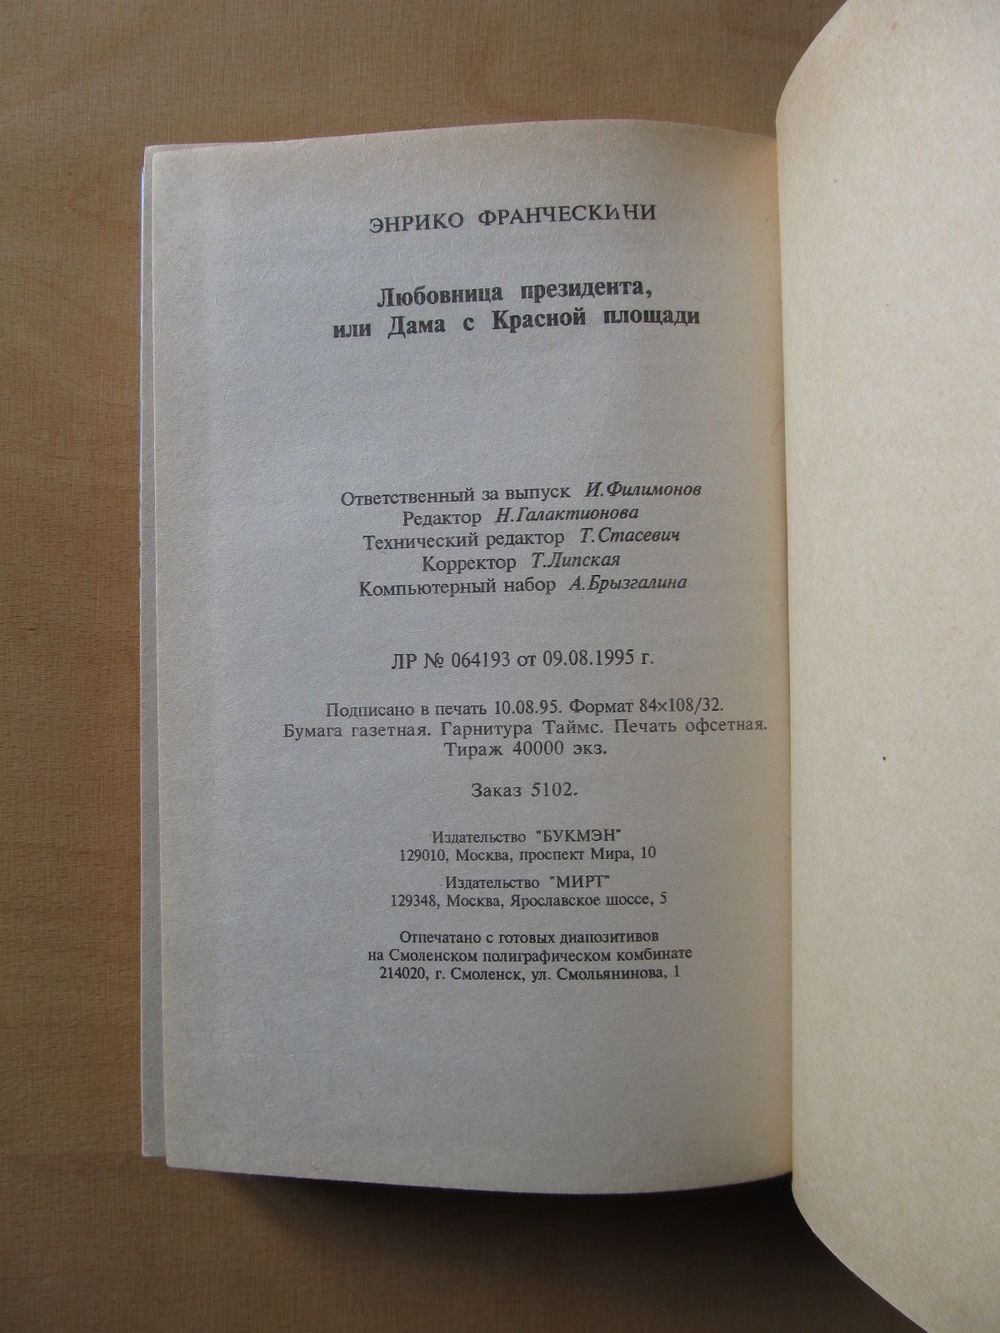 ЭНРИКО ФРАНЧЕСКИНИ
Любовница президента,
или Дама с Красной площади
Ответственный за выпуск И.Филимонов
Редактор Н.Галактионова
Технический редактор Т.Стасевич
Корректор Т.Липская
Компьютерный набор А.Брызгалина
ЛР № 064193 от 09.08.1995 г.
Подписано в печать 10.08.95. Формат 84×108/32.
Бумага газетная. Гарнитура Таймс. Печать офсетная.
Тираж 40000 экз.
Заказ 5102.
Издательство "БУКМЭН"
129010, Москва, проспект Мира, 10
Издательство "МИРТ"
129348, Москва, Ярославское шоссе, 5
Отпечатано с готовых диапозитивов
на Смоленском полиграфическом комбинате
214020, г. Смоленск, ул. Смольянинова, 1